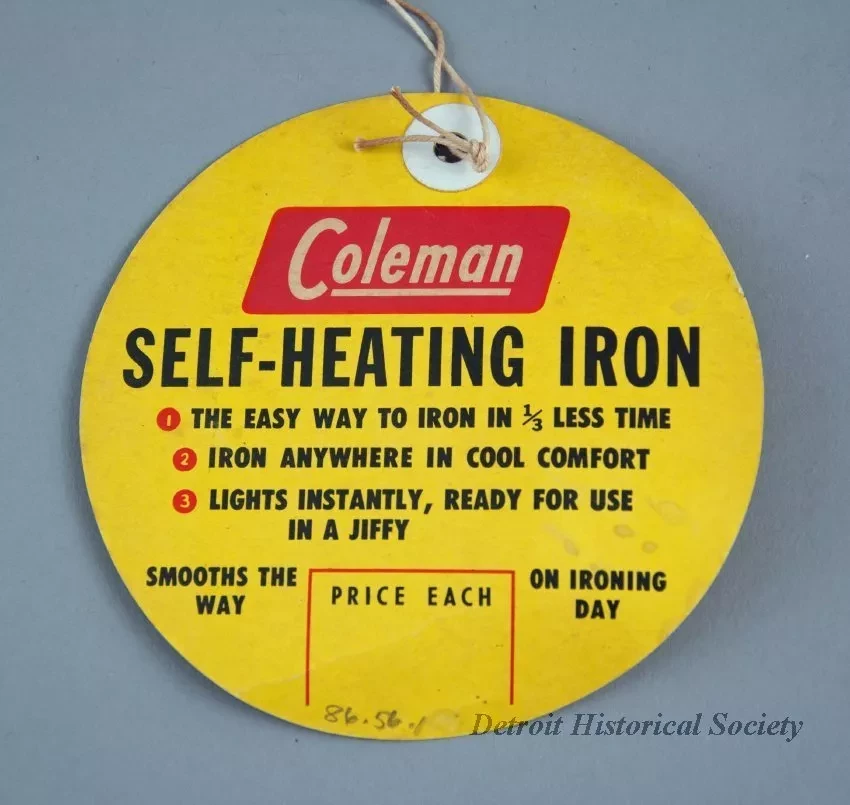 Coleman
SELF-HEATING IRON
1 THE EASY WAY TO IRON IN 1/3 LESS TIME
2 IRON ANYWHERE IN COOL COMFORT
3 LIGHTS INSTANTLY, READY FOR USE
IN A JIFFY
SMOOTHS THE
WAY
PRICE EACH
ON IRONING
DAY
86.56.1
Detroit Historical Society